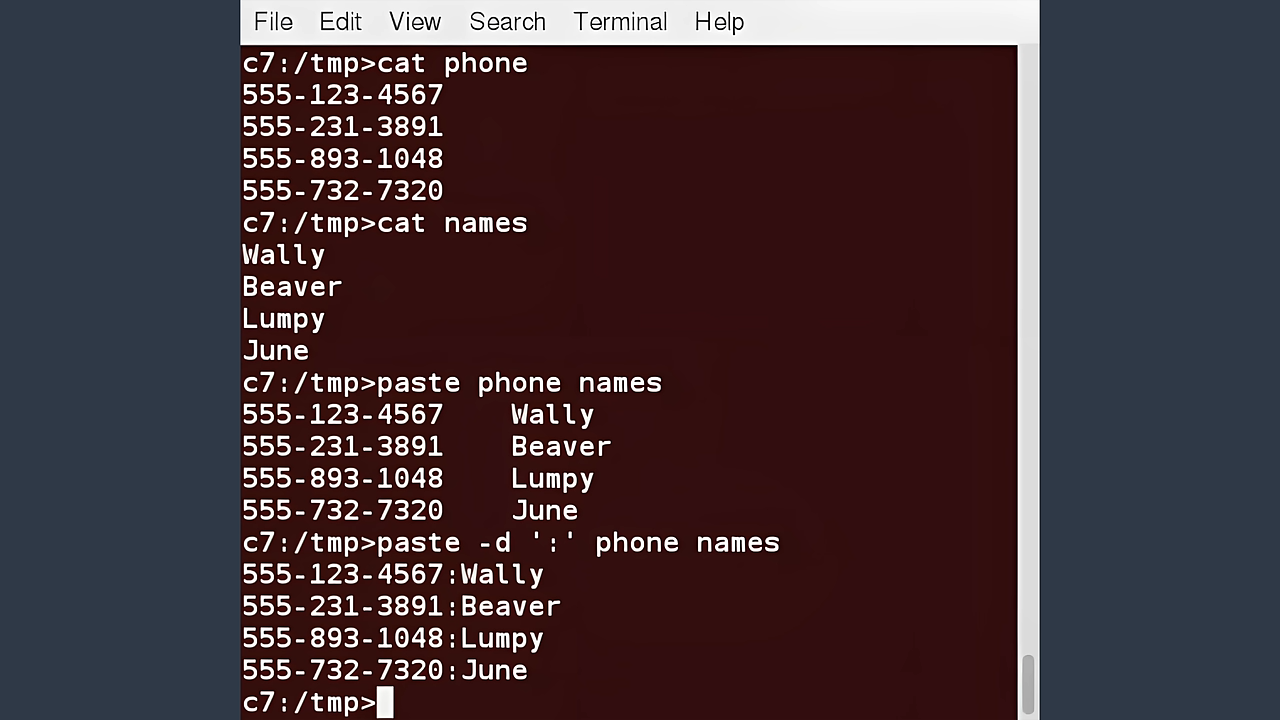 File Edit View Search Terminal Help
c7:/tmp>cat phone
555-123-4567
555-231-3891
555-893-1048
555-732-7320
c7:/tmp>cat names
Wally
Beaver
Lumpy
June
c7:/tmp>paste phone names
555-123-4567    Wally
555-231-3891    Beaver
555-893-1048    Lumpy
555-732-7320    June
c7:/tmp>paste -d ':' phone names
555-123-4567:Wally
555-231-3891:Beaver
555-893-1048:Lumpy
555-732-7320:June
c7:/tmp>